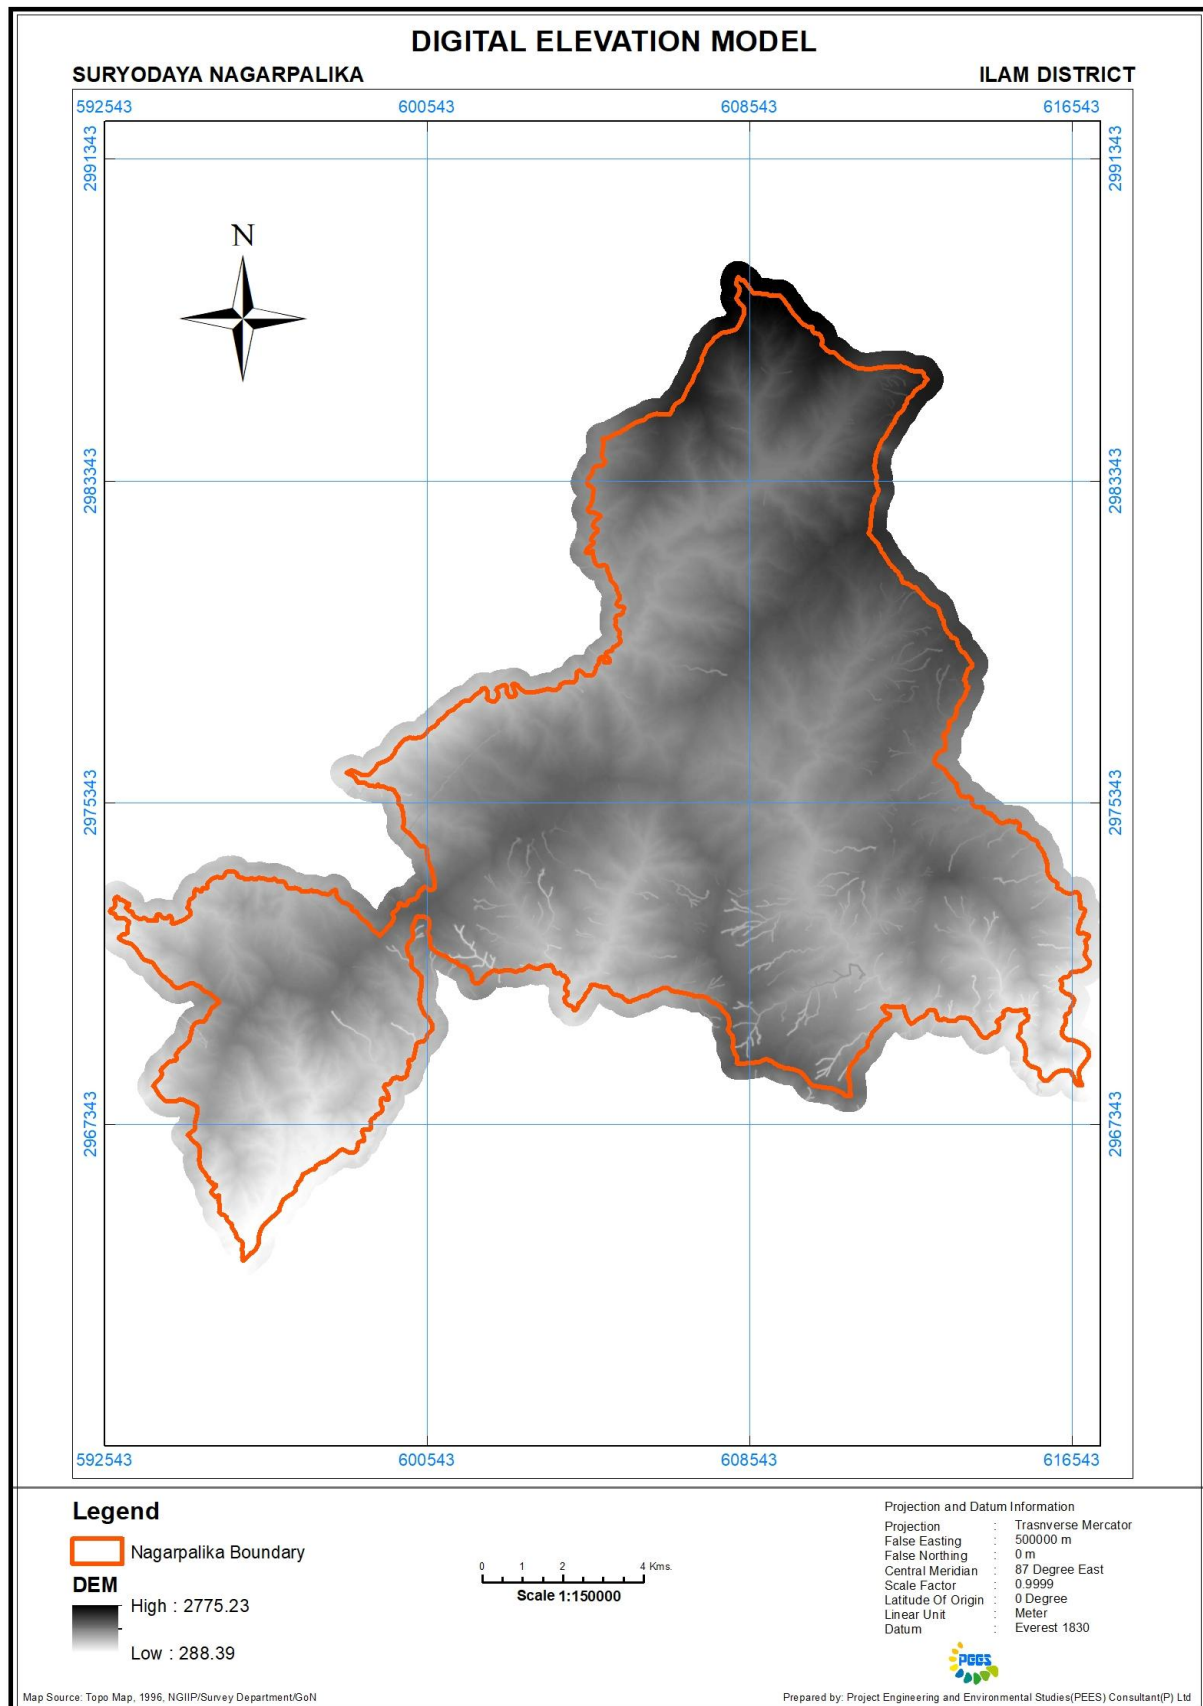 DIGITAL ELEVATION MODEL
SURYODAYA NAGARPALIKA ILAM DISTRICT
592543 600543 608543 616543
2991343 2991343
N
2983343 2983343
2975343 2975343
2967343 2967343
592543 600543 608543 616543
Legend
Nagarpalika Boundary
DEM
High : 2775.23
Low : 288.39
0 1 2 4 Kms.
Scale 1:150000
Projection and Datum Information
Projection : Trasnverse Mercator
False Easting : 500000 m
False Northing : 0 m
Central Meridian : 87 Degree East
Scale Factor : 0.9999
Latitude Of Origin : 0 Degree
Linear Unit : Meter
Datum : Everest 1830
PEES
Map Source: Topo Map, 1996, NGIIP/Survey Department/GoN
Prepared by: Project Engineering and Environmental Studies(PEES) Consultant(P) Ltd